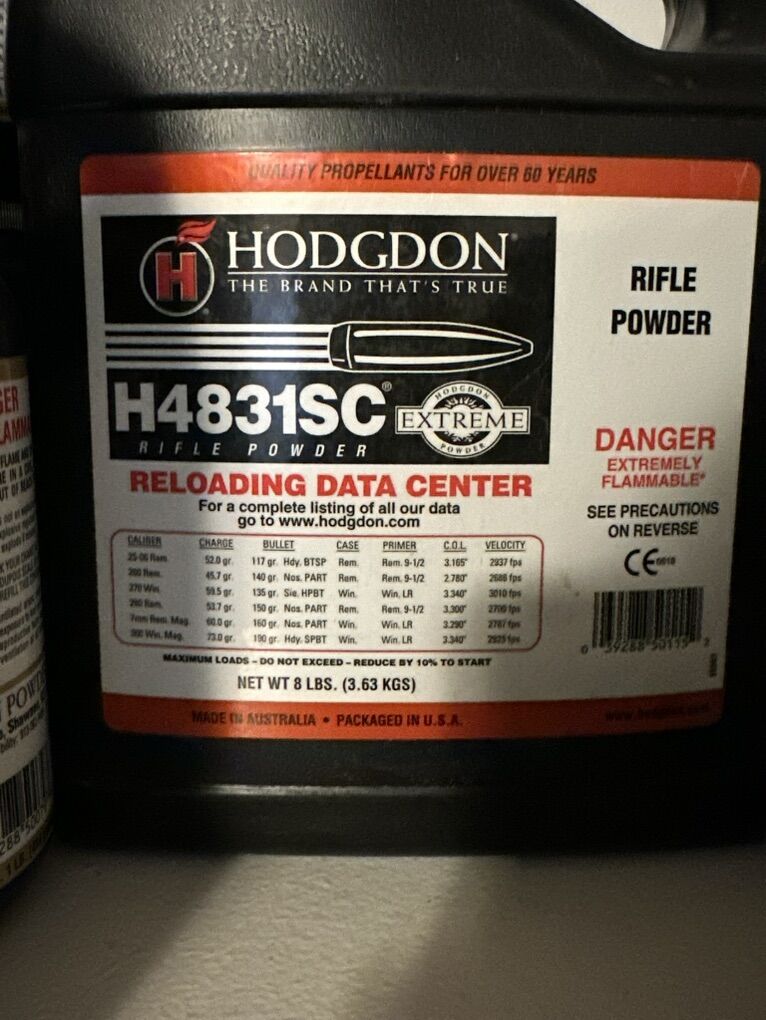 QUALITY PROPELLANTS FOR OVER 60 YEARS
H
HODGDON
THE BRAND THAT'S TRUE
H4831SC®
RIFLE POWDER
HODGDON
EXTREME
POWDER
RIFLE
POWDER
DANGER
EXTREMELY
FLAMMABLE*
SEE PRECAUTIONS
ON REVERSE
CE
RELOADING DATA CENTER
For a complete listing of all our data
go to www.hodgdon.com
CALIBER CHARGE BULLET CASE PRIMER C.O.L. VELOCITY
25-06 Rem. 52.0 gr. 117 gr. Hdy. BTSP Rem. Rem. 9-1/2 3.165" 2937 fps
45.7 gr. 140 gr. Nos. PART Rem. Rem. 9-1/2 2.780" 2688 fps
270 Win. 59.5 gr. 135 gr. Sie. HPBT Win. Win. LR 3.340" 3010 fps
280 Rem. 53.7 gr. 150 gr. Nos. PART Rem. Rem. 9-1/2 3.300"
7mm Rem. Mag. 60.0 gr. 160 gr. Nos. PART Win. Win. LR 3.290"
300 Win. Mag. 73.0 gr. 190 gr. Hdy. SPBT Win. Win. LR 3.340"
MAXIMUM LOADS – DO NOT EXCEED – REDUCE BY 10% TO START
NET WT 8 LBS. (3.63 KGS)
MADE IN AUSTRALIA • PACKAGED IN U.S.A.
www.hodgdon.com